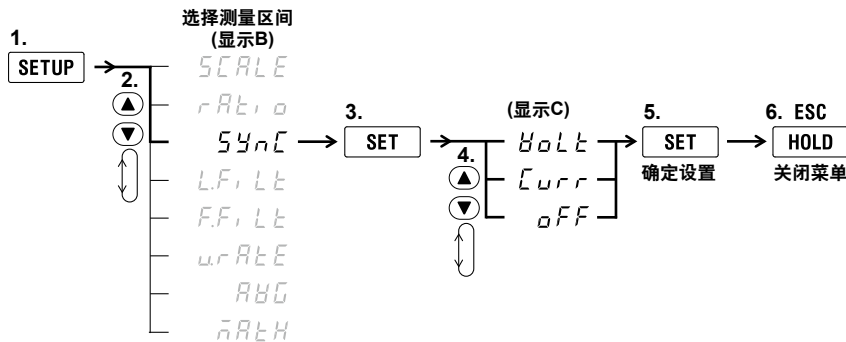 选择测量区间
(显示B)
1.
SETUP
2.
SCALE
rAtio
SYnC
L.FiLt
F.FiLt
u.rAtE
AVG
mAtH
3.
SET
4.
(显示C)
VoLt
Curr
oFF
5.
SET
确定设置
6. ESC
HOLD
关闭菜单